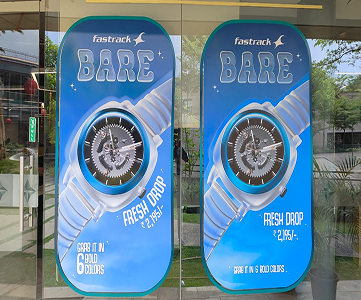 fastrack
BARE
FRESH DROP
₹ 2,195/-
GRAB IT IN
6 BOLD
COLORS
fastrack
BARE
FRESH DROP
₹ 2,195/-
GRAB IT IN 6 BOLD COLORS